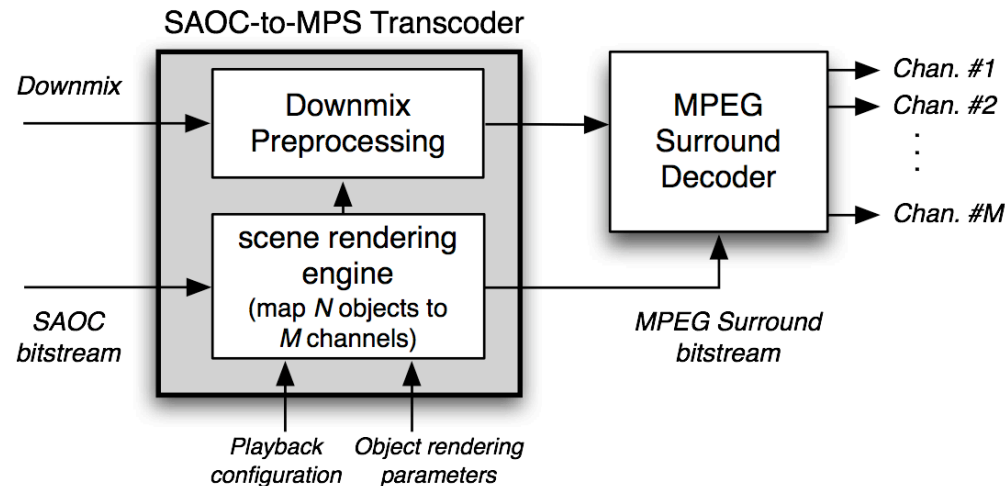 SAOC-to-MPS Transcoder
Downmix
Downmix
Preprocessing
MPEG
Surround
Decoder
Chan. #1
Chan. #2
Chan. #M
scene rendering
engine
(map N objects to
M channels)
SAOC
bitstream
MPEG Surround
bitstream
Playback
configuration
Object rendering
parameters